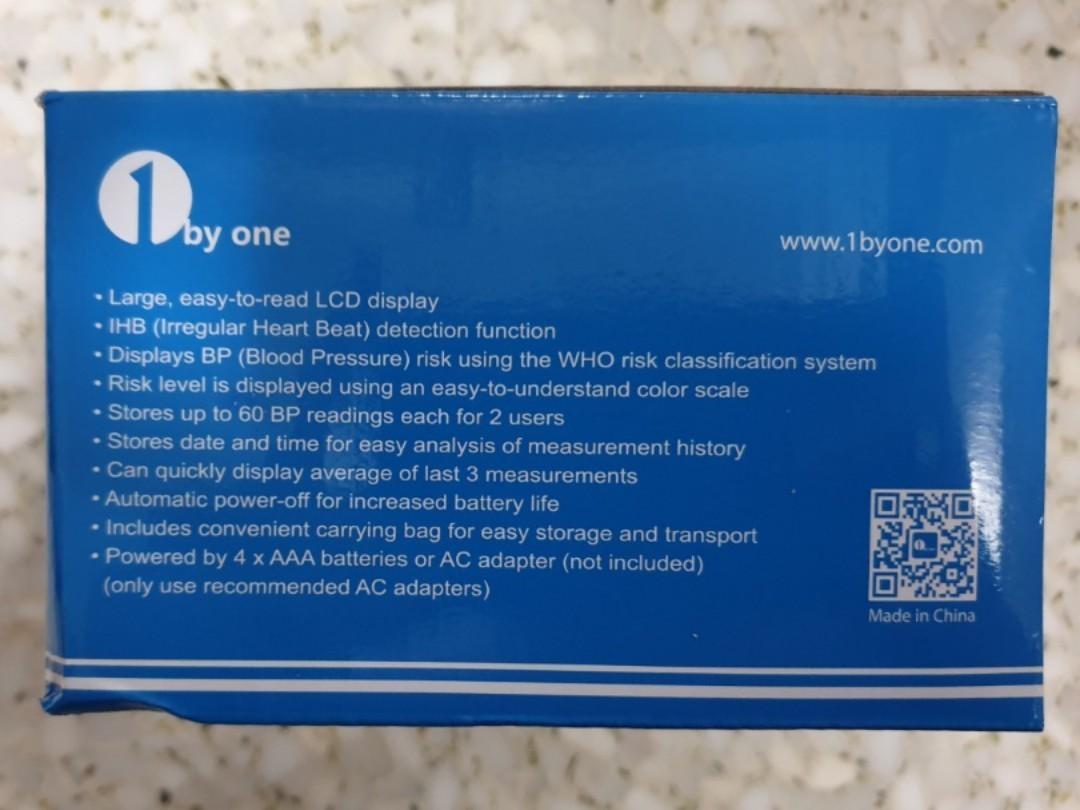 1 by one
www.1byone.com
• Large, easy-to-read LCD display
• IHB (Irregular Heart Beat) detection function
• Displays BP (Blood Pressure) risk using the WHO risk classification system
• Risk level is displayed using an easy-to-understand color scale
• Stores up to 60 BP readings each for 2 users
• Stores date and time for easy analysis of measurement history
• Can quickly display average of last 3 measurements
• Automatic power-off for increased battery life
• Includes convenient carrying bag for easy storage and transport
• Powered by 4 x AAA batteries or AC adapter (not included)
(only use recommended AC adapters)
Made in China